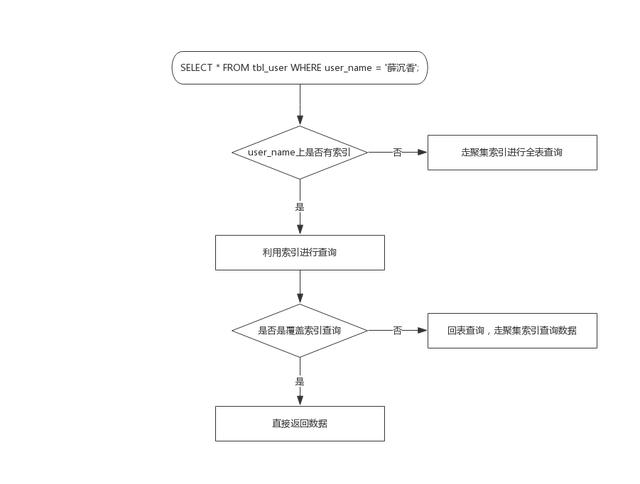 SELECT * FROM tbl_user WHERE user_name = '薛沉香';
user_name上是否有索引
否
走聚集索引进行全表查询
是
利用索引进行查询
是否是覆盖索引查询
否
回表查询，走聚集索引查询数据
是
直接返回数据